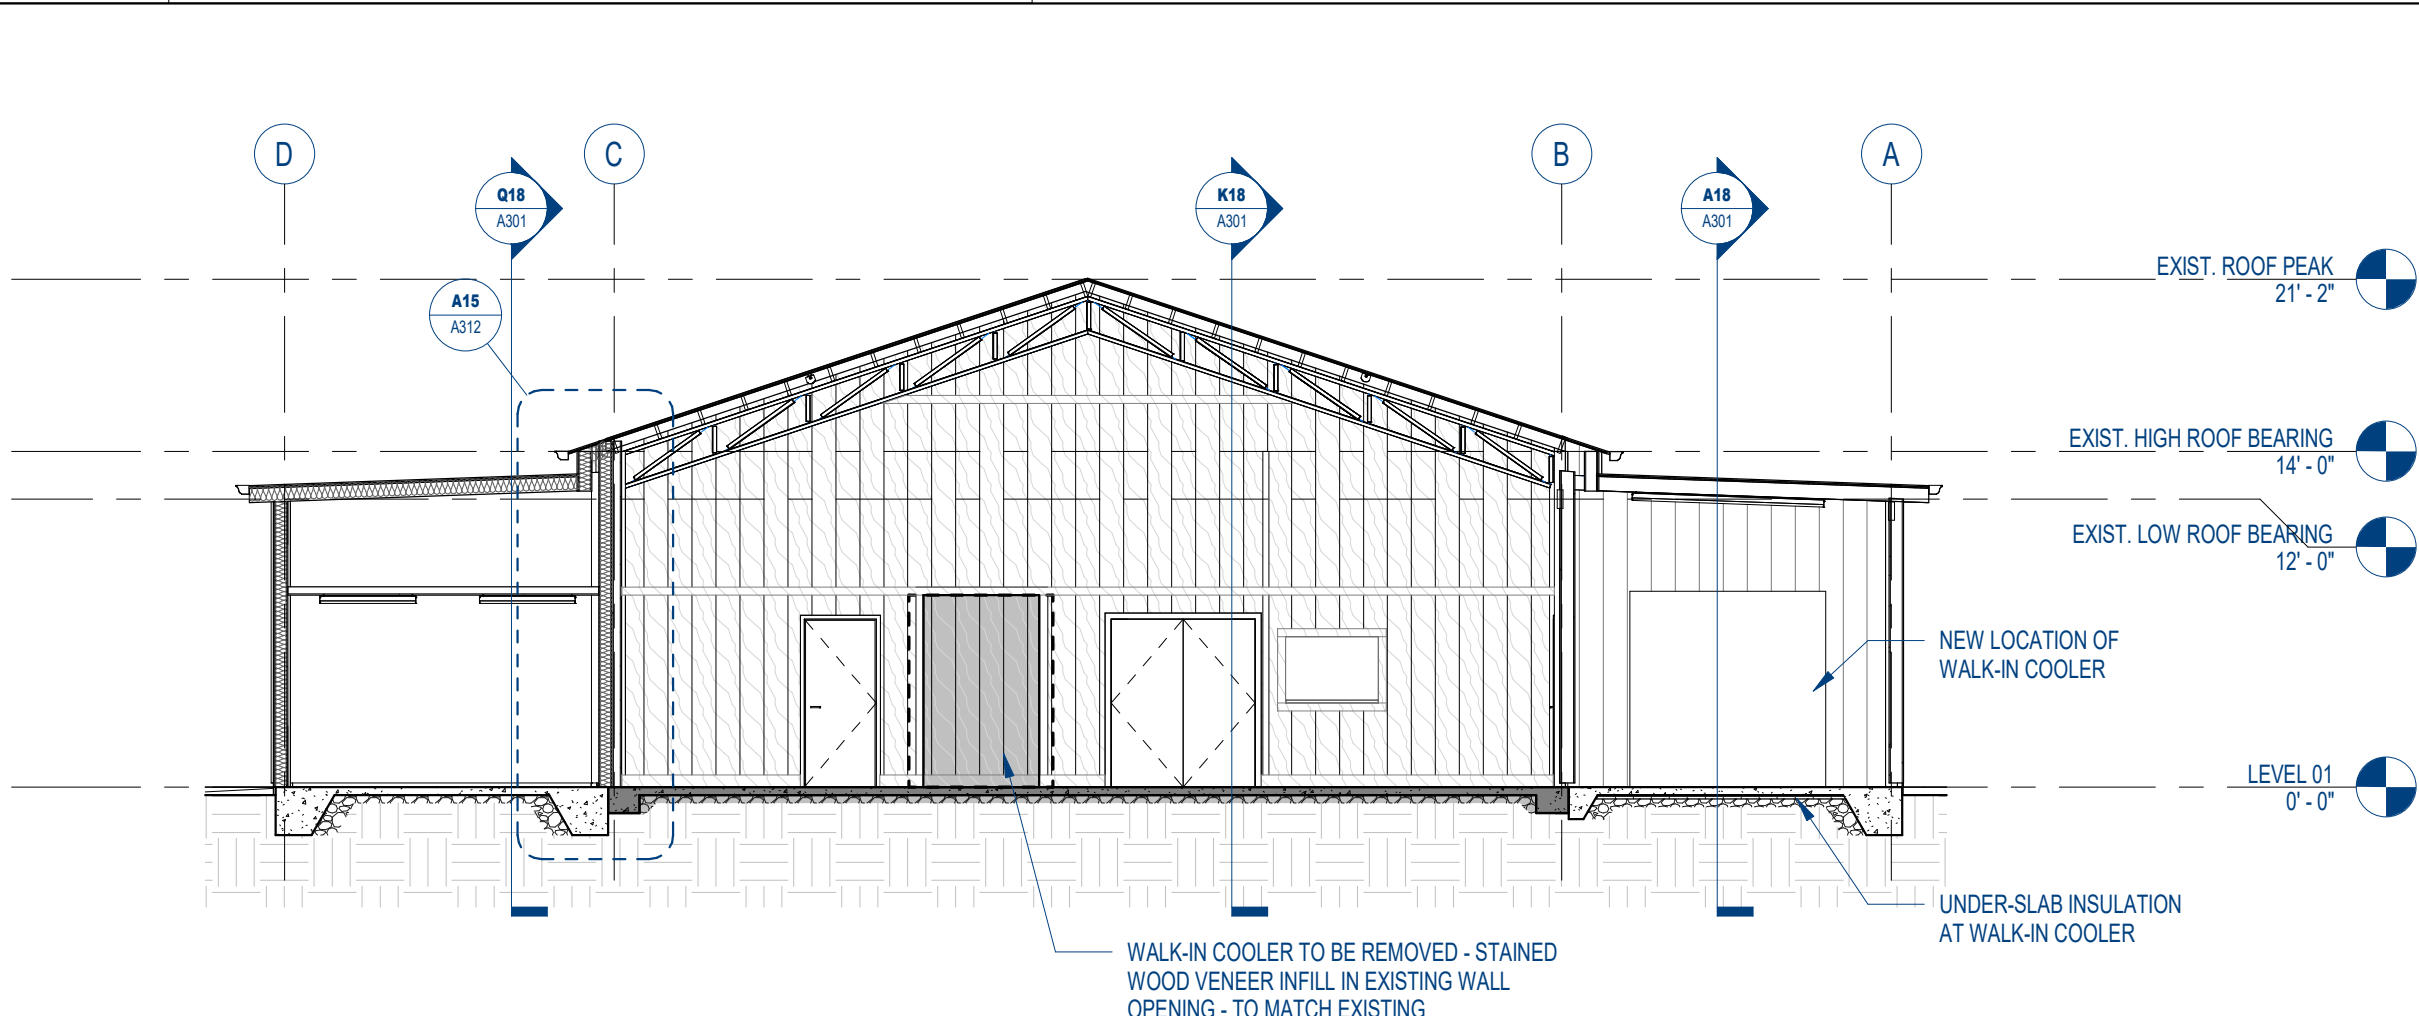 D
C
B
A
Q18
A301
K18
A301
A18
A301
A15
A312
EXIST. ROOF PEAK
21' - 2"
EXIST. HIGH ROOF BEARING
14' - 0"
EXIST. LOW ROOF BEARING
12' - 0"
NEW LOCATION OF
WALK-IN COOLER
LEVEL 01
0' - 0"
UNDER-SLAB INSULATION
AT WALK-IN COOLER
WALK-IN COOLER TO BE REMOVED - STAINED
WOOD VENEER INFILL IN EXISTING WALL
OPENING - TO MATCH EXISTING